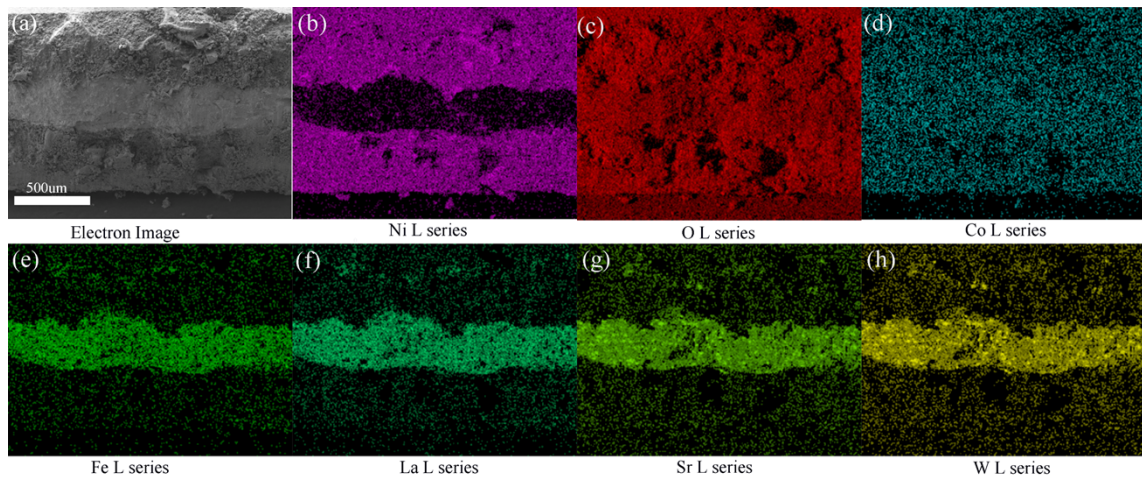 (a) (b) (c) (d)
500um
Electron Image Ni L series O L series Co L series
(e) (f) (g) (h)
Fe L series La L series Sr L series W L series